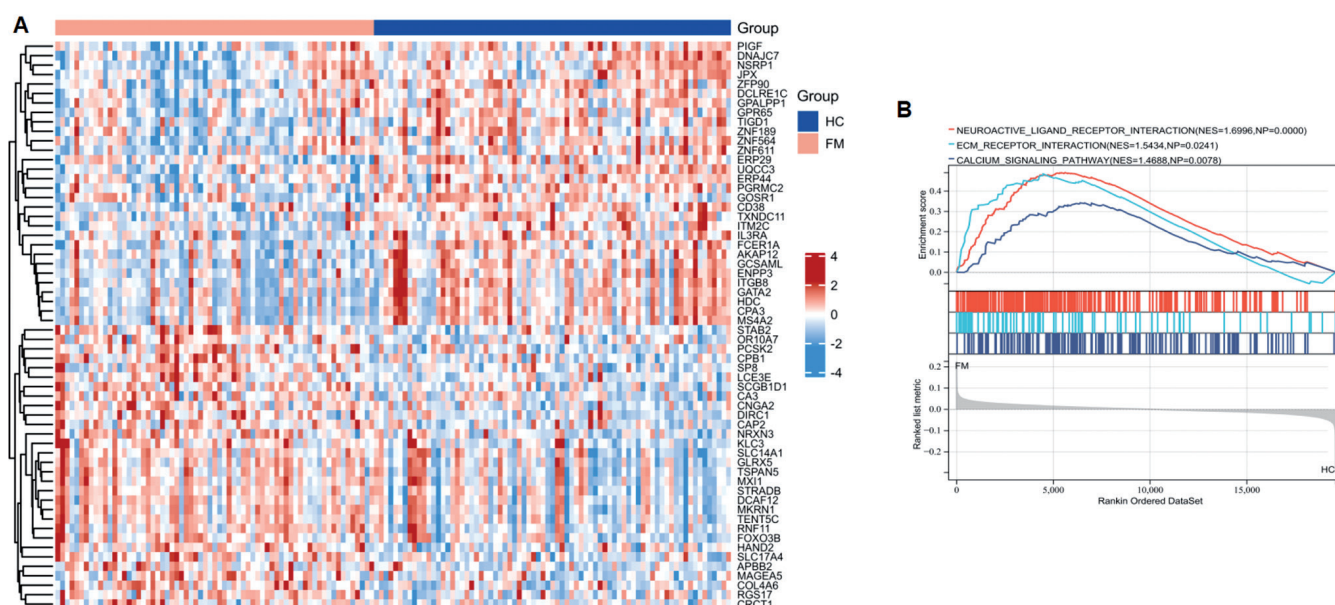 A
Group
PIGF
DNAJC7
NSRP1
JPX
ZFP90
DCLRE1C
GPALPP1
GPR65
TIGD1
ZNF189
ZNF564
ZNF611
ERP29
UQCC3
ERP44
PGRMC2
GOSR1
CD38
TXNDC11
ITM2C
IL3RA
FCER1A
AKAP12
GCSAML
ENPP3
ITGB8
GATA2
HDC
CPA3
MS4A2
STAB2
OR10A7
PCSK2
CPB1
SP8
LCE3E
SCGB1D1
CA3
CNGA2
DIRC1
CAP2
NRXN3
KLC3
SLC14A1
GLRX5
TSPAN5
MXI1
STRADB
DCAF12
MKRN1
TENT5C
RNF11
FOXO3B
HAND2
SLC17A4
APBB2
MAGEA5
COL4A6
RGS17
CRCT1
Group
HC
FM
4
2
0
-2
-4
B
NEUROACTIVE_LIGAND_RECEPTOR_INTERACTION(NES=1.6996,NP=0.0000)
ECM_RECEPTOR_INTERACTION(NES=1.5434,NP=0.0241)
CALCIUM_SIGNALING_PATHWAY(NES=1.4688,NP=0.0078)
Enrichment score
0.4
0.3
0.2
0.1
0.0
Ranked list metric
0.2
0.1
0.0
−0.1
−0.2
FM
HC
0
5,000
10,000
15,000
Rankin Ordered DataSet